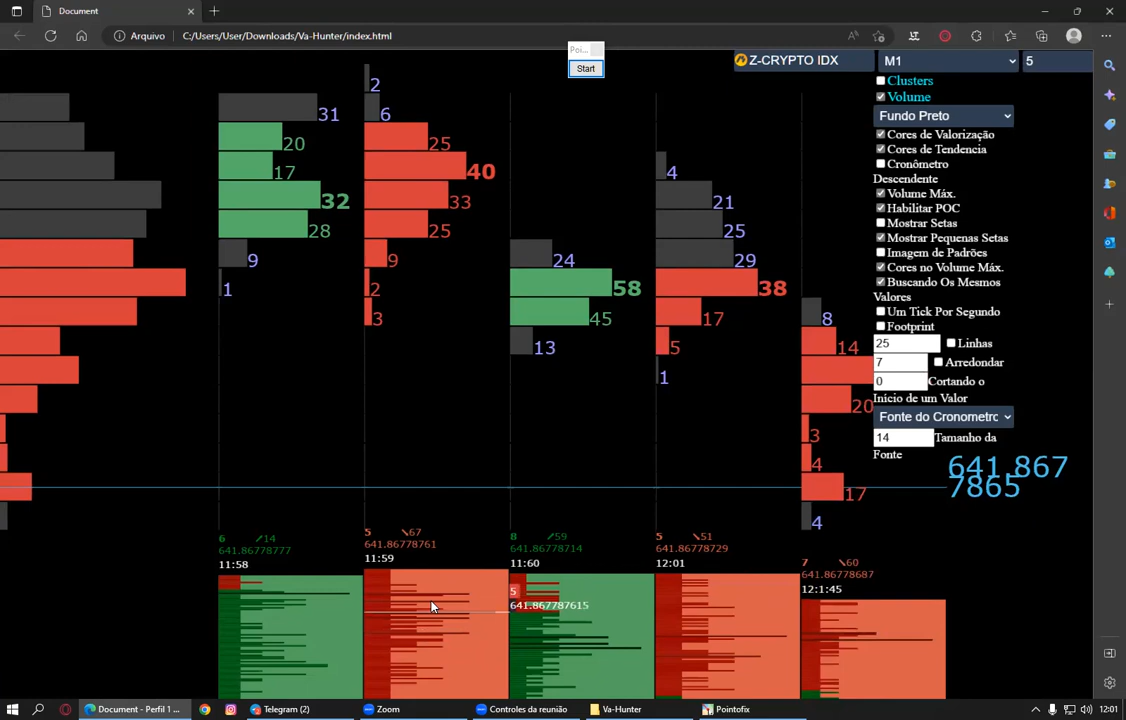 Document
Arquivo
C:/Users/User/Downloads/Va-Hunter/index.html
Poi...
Start
Z-CRYPTO IDX
M1
5
Clusters
Volume
Fundo Preto
Cores de Valorização
Cores de Tendencia
Cronômetro
Descendente
Volume Máx.
Habilitar POC
Mostrar Setas
Mostrar Pequenas Setas
Imagem de Padrões
Cores no Volume Máx.
Buscando Os Mesmos
Valores
Um Tick Por Segundo
Footprint
25
Linhas
7
Arredondar
0
Cortando o
Inicio de um Valor
Fonte do Cronometro
14
Tamanho da
Fonte
641.867
7865
31
20
17
32
28
9
1
2
6
25
40
33
25
9
2
3
24
58
45
13
4
21
25
29
38
17
5
1
8
14
20
3
4
17
4
6 14
641.86778777
11:58
5 67
641.86778761
11:59
8 59
641.86778714
11:60
5 51
641.86778729
12:01
7 60
641.86778687
12:1:45
5
641.867787615
Document - Perfil 1 ...
Telegram (2)
Zoom
Controles da reunião
Va-Hunter
Pointofix
12:01